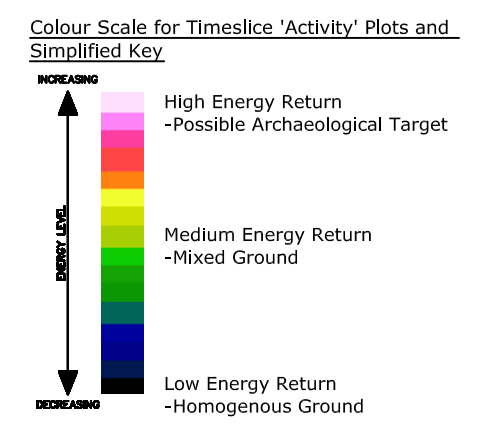 Colour Scale for Timeslice 'Activity' Plots and
Simplified Key
INCREASING
High Energy Return
-Possible Archaeological Target
ENERGY LEVEL
Medium Energy Return
-Mixed Ground
Low Energy Return
-Homogenous Ground
DECREASING